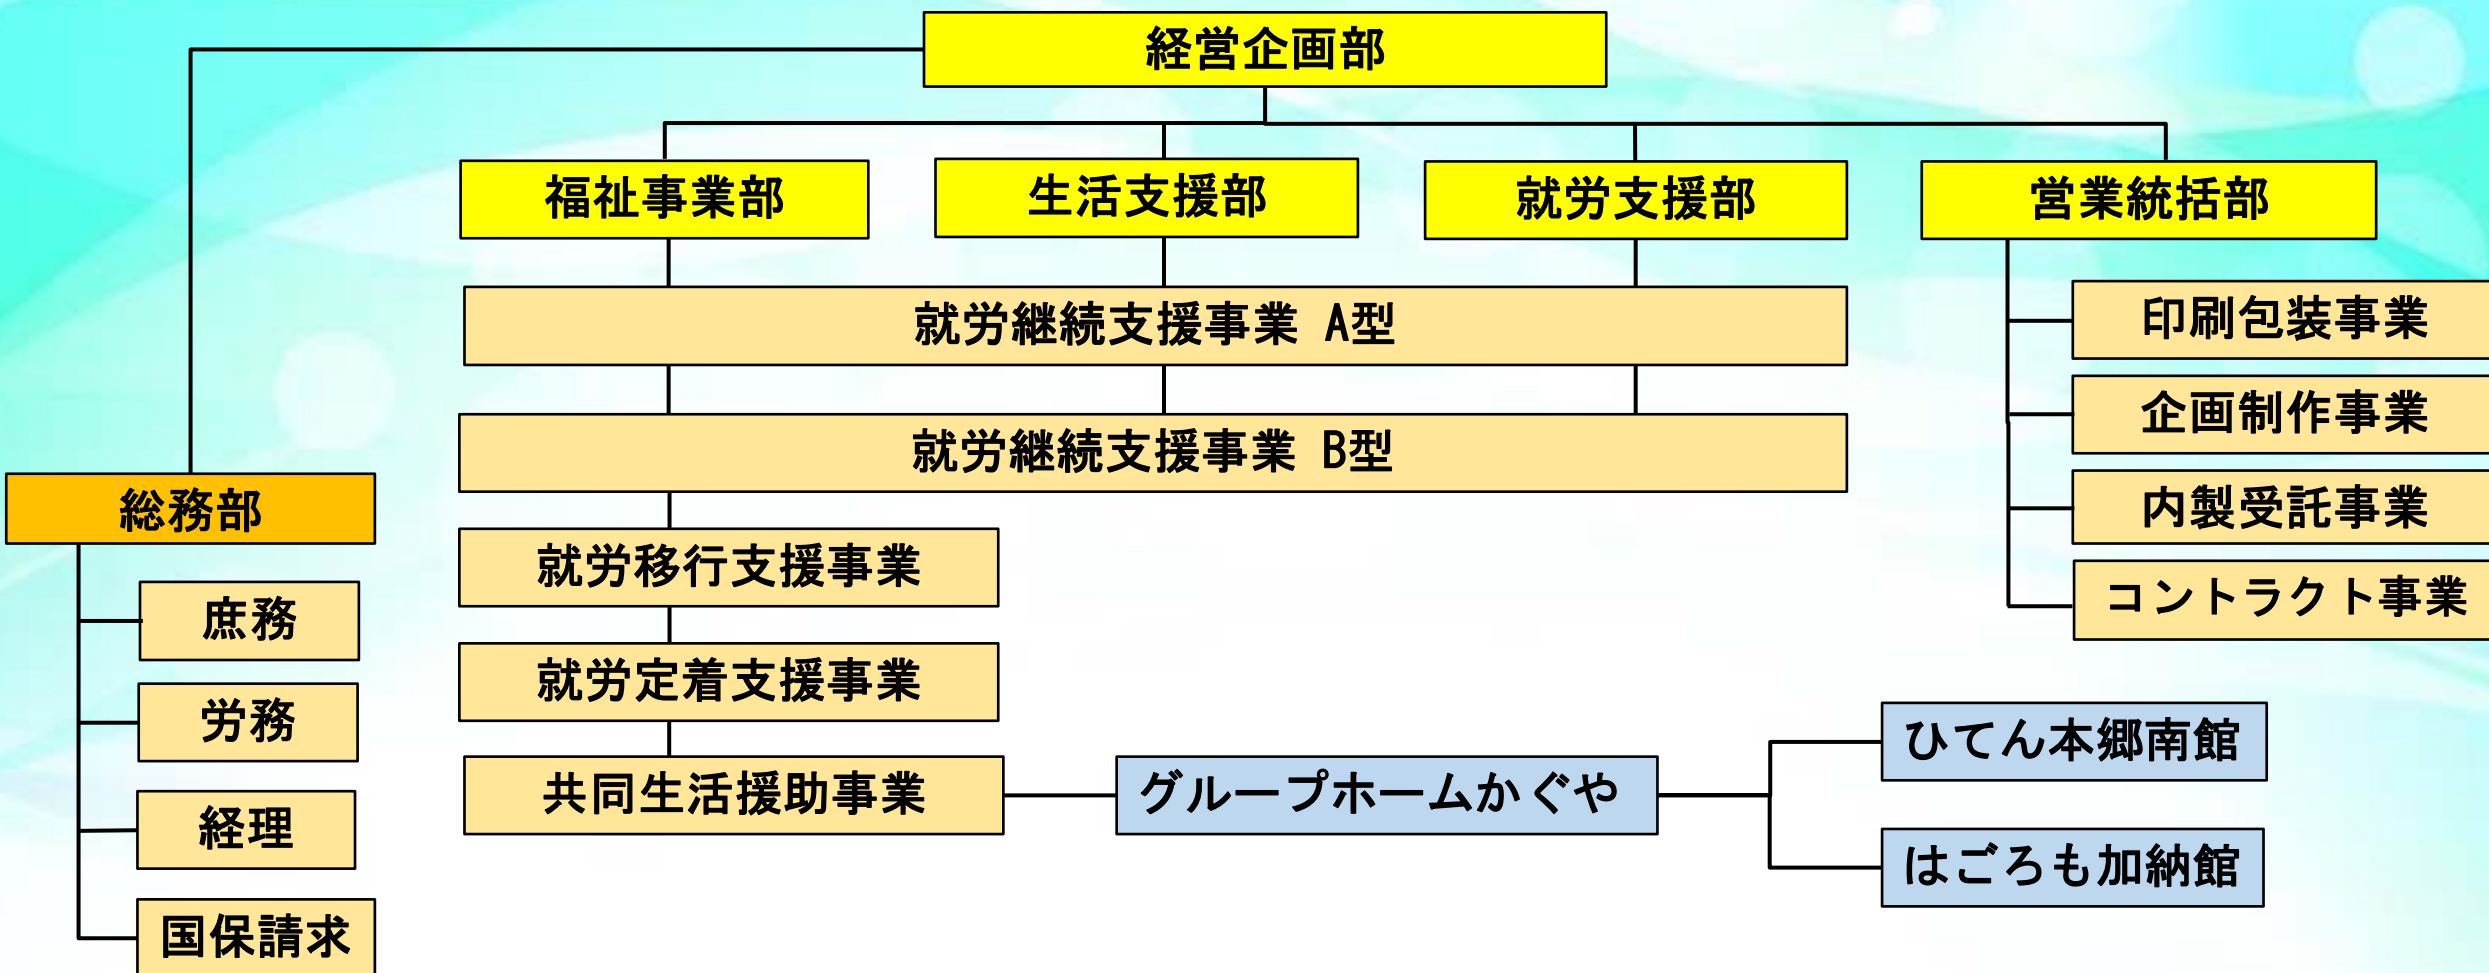 経営企画部
福祉事業部
生活支援部
就労支援部
営業統括部
就労継続支援事業 A型
就労継続支援事業 B型
印刷包装事業
企画制作事業
内製受託事業
コントラクト事業
総務部
庶務
労務
経理
国保請求
就労移行支援事業
就労定着支援事業
共同生活援助事業
グループホームかぐや
ひてん本郷南館
はごろも加納館